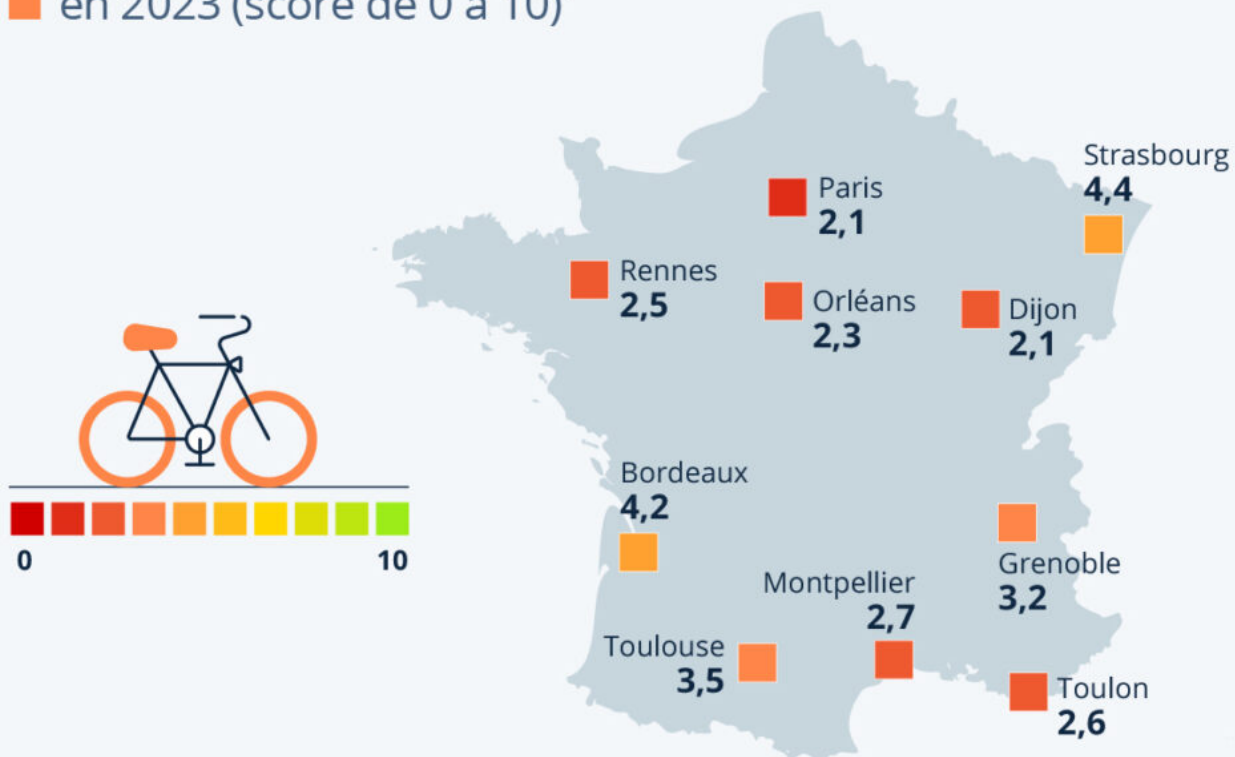 en 2023 (score de 0 à 10)
Strasbourg
4,4
Paris
2,1
Rennes
2,5
Orléans
2,3
Dijon
2,1
Bordeaux
4,2
0
10
Grenoble
3,2
Montpellier
2,7
Toulouse
3,5
Toulon
2,6